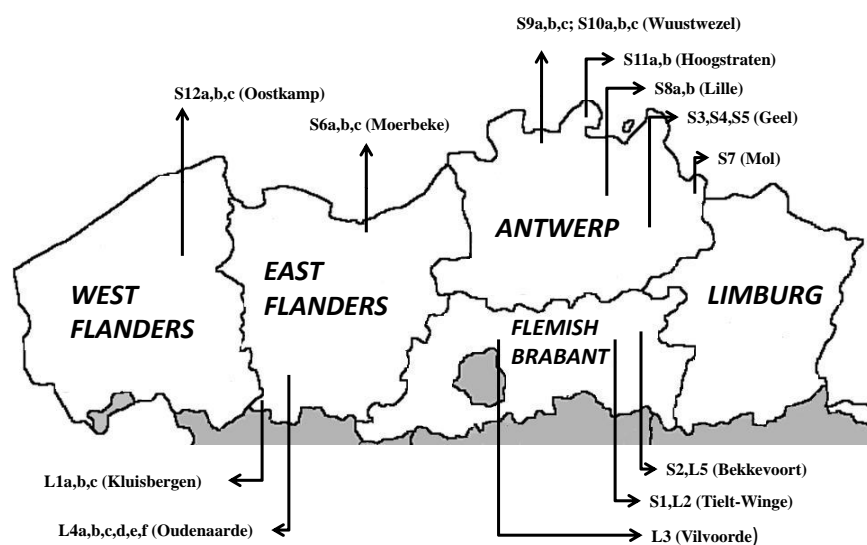 S9a,b,c; S10a,b,c (Wuustwezel)
S11a,b (Hoogstraten)
S12a,b,c (Oostkamp)
S8a,b (Lille)
S6a,b,c (Moerbeke)
S3,S4,S5 (Geel)
S7 (Mol)
ANTWERP
EAST
FLANDERS
WEST
FLANDERS
LIMBURG
FLEMISH
BRABANT
L1a,b,c (Kluisbergen)
S2,L5 (Bekkevoort)
S1,L2 (Tielt-Winge)
L4a,b,c,d,e,f (Oudenaarde)
L3 (Vilvoorde)